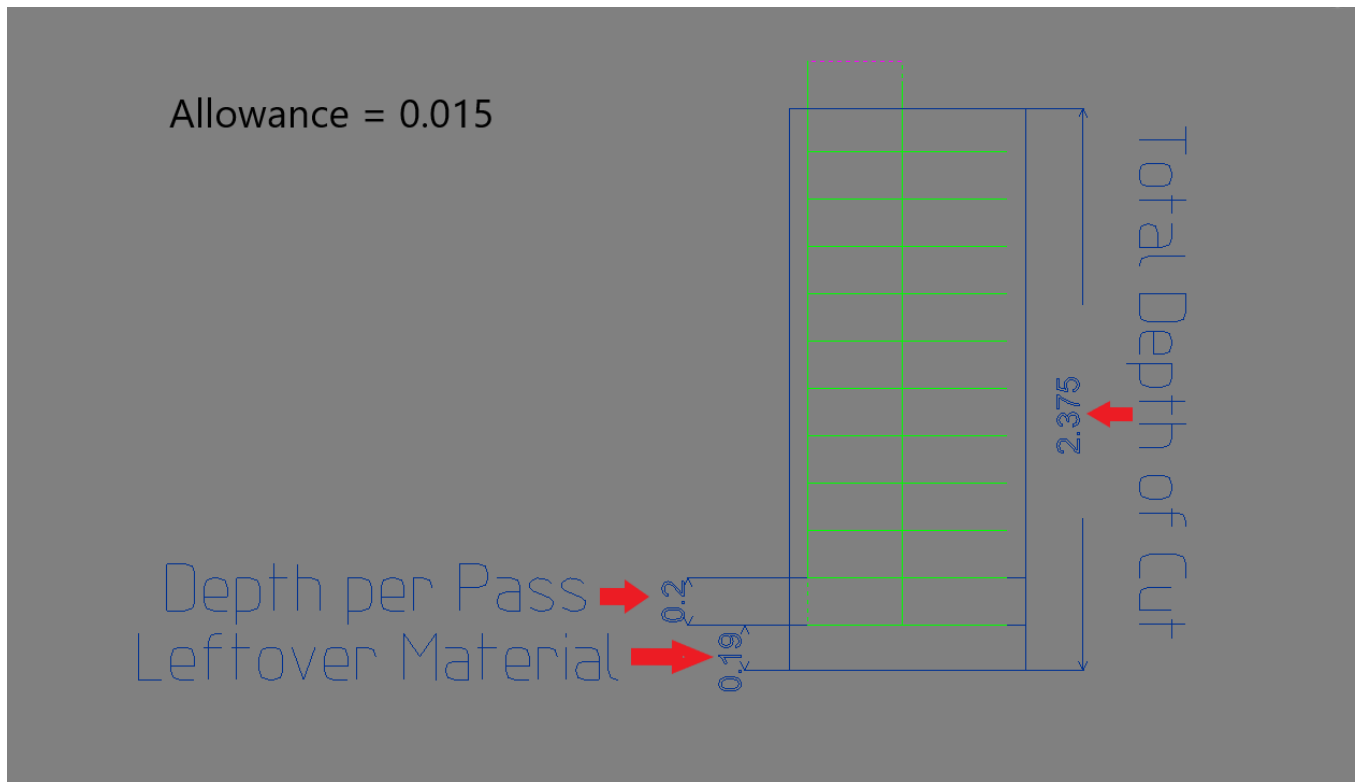 Allowance = 0.015
Total Depth of Cut
2.375
Depth per Pass
0.2
Leftover Material
0.19